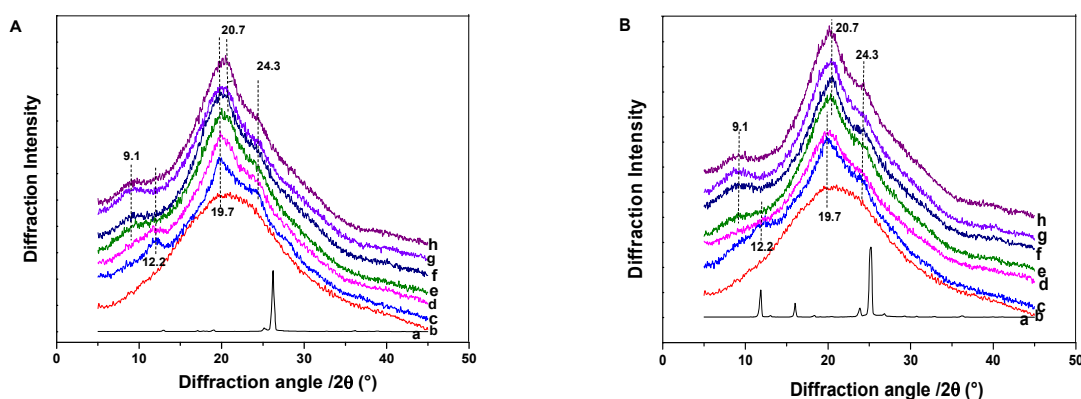 A
20.7
24.3
9.1
19.7
12.2
h
g
f
e
d
c
b
a
0
10
20
30
40
50
Diffraction angle /2θ (°)
Diffraction Intensity
B
20.7
24.3
9.1
19.7
12.2
h
g
f
e
d
c
a b
0
10
20
30
40
50
Diffraction angle /2θ (°)
Diffraction Intensity